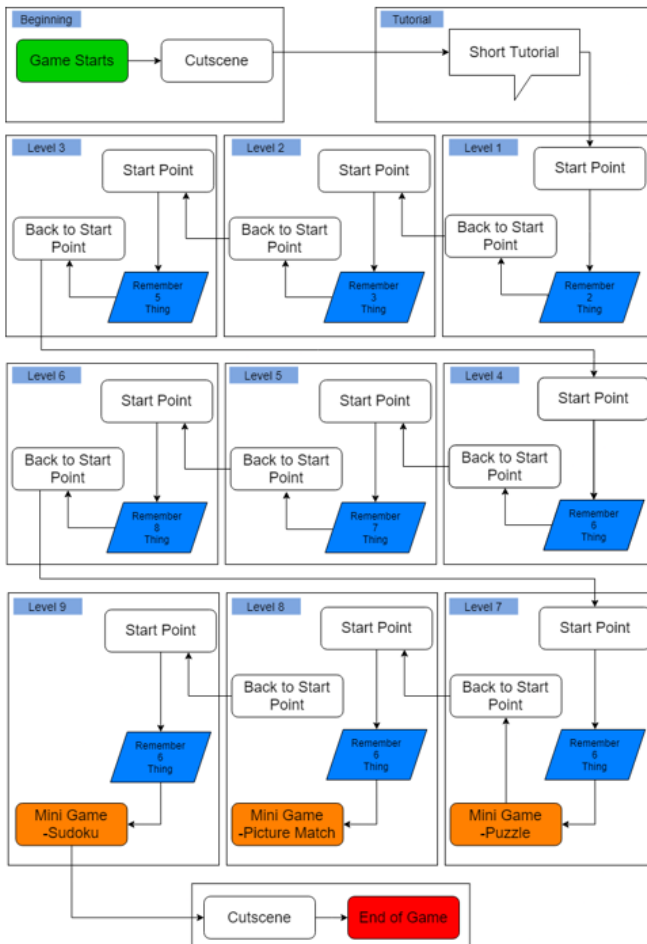 Beginning
Game Starts
Cutscene
Tutorial
Short Tutorial
Level 3
Start Point
Back to Start
Point
Remember
5
Thing
Level 2
Start Point
Back to Start
Point
Remember
3
Thing
Level 1
Start Point
Back to Start
Point
Remember
2
Thing
Level 6
Start Point
Back to Start
Point
Remember
8
Thing
Level 5
Start Point
Back to Start
Point
Remember
7
Thing
Level 4
Start Point
Back to Start
Point
Remember
6
Thing
Level 9
Start Point
Remember
6
Thing
Mini Game
-Sudoku
Level 8
Start Point
Back to Start
Point
Remember
6
Thing
Mini Game
-Picture Match
Level 7
Start Point
Back to Start
Point
Remember
6
Thing
Mini Game
-Puzzle
Cutscene
End of Game